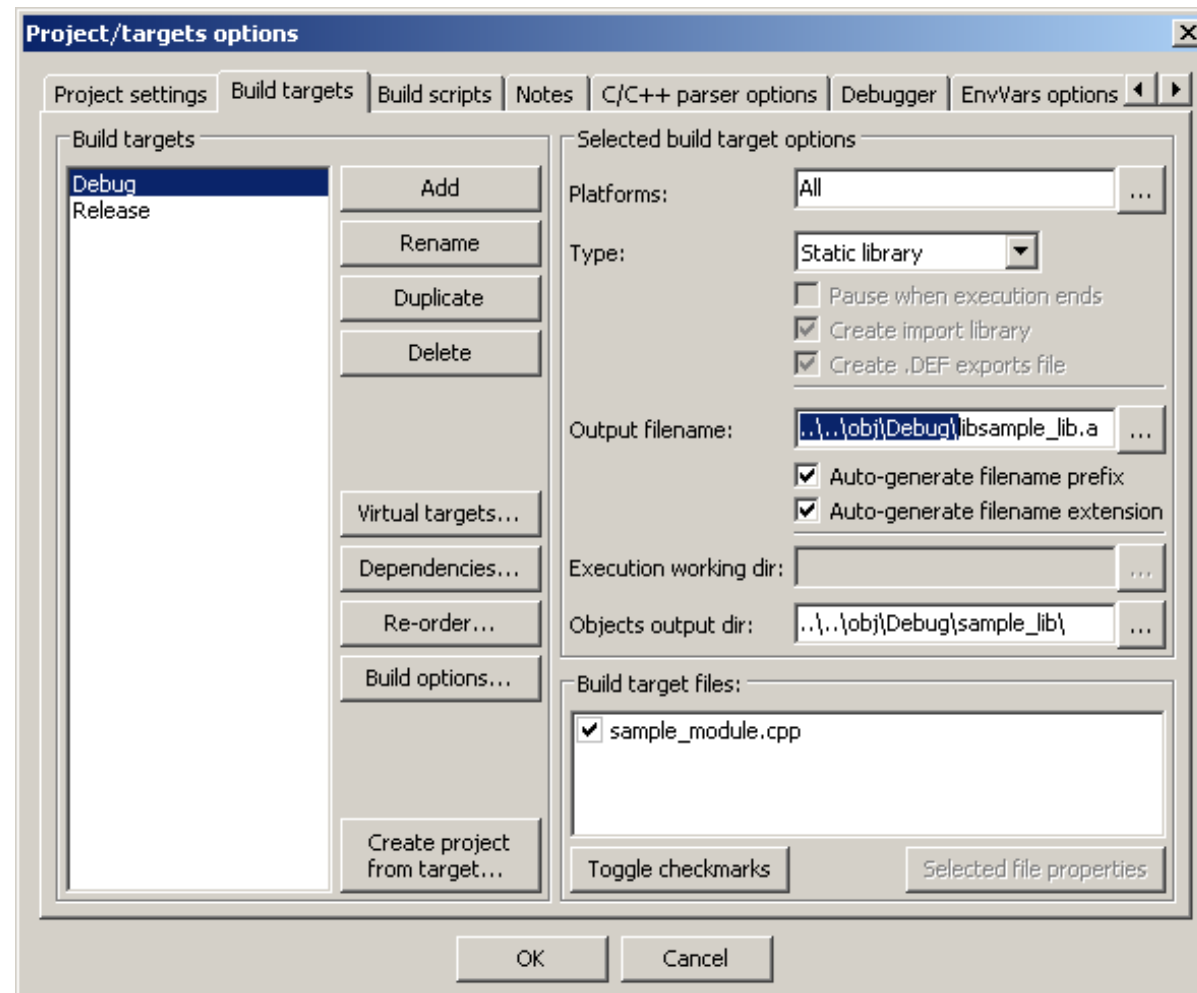 Project/targets options
Project settings Build targets Build scripts Notes C/C++ parser options Debugger EnvVars options
Build targets
Debug
Release
Add
Rename
Duplicate
Delete
Virtual targets...
Dependencies...
Re-order...
Build options...
Create project
from target...
Selected build target options
Platforms: All ...
Type: Static library
Pause when execution ends
Create import library
Create .DEF exports file
Output filename: ..\..\obj\Debug\libsample_lib.a ...
Auto-generate filename prefix
Auto-generate filename extension
Execution working dir: ...
Objects output dir: ..\..\obj\Debug\sample_lib\ ...
Build target files:
sample_module.cpp
Toggle checkmarks Selected file properties
OK Cancel